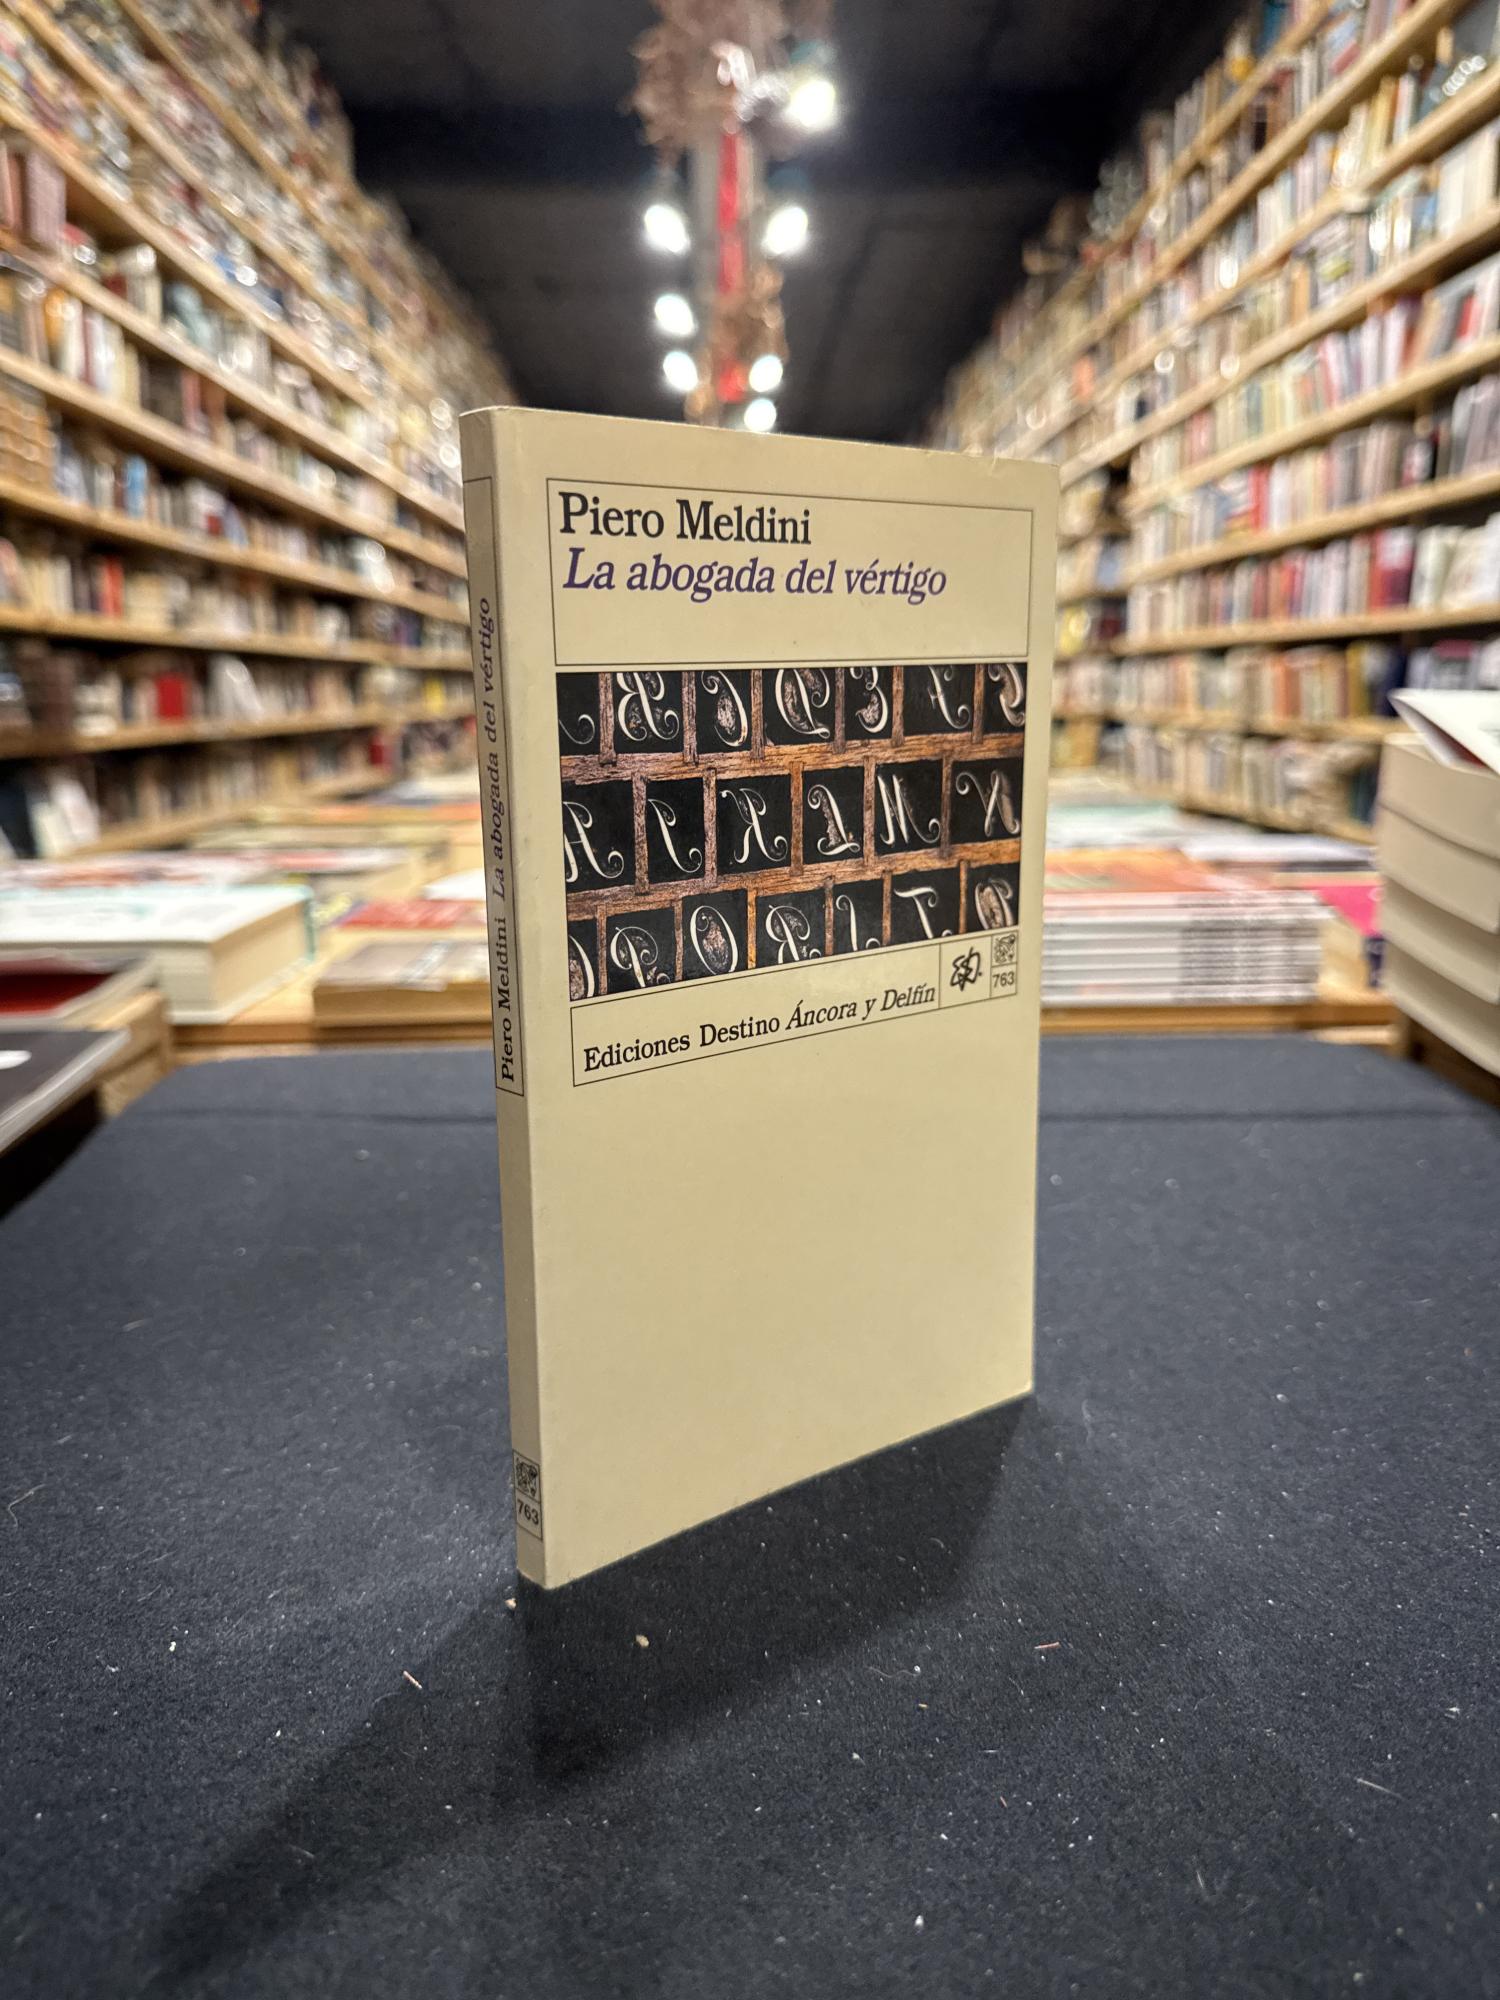 Piero Meldini
La abogada del vértigo
Ediciones Destino Áncora y Delfín
763
Piero Meldini La abogada del vértigo
763